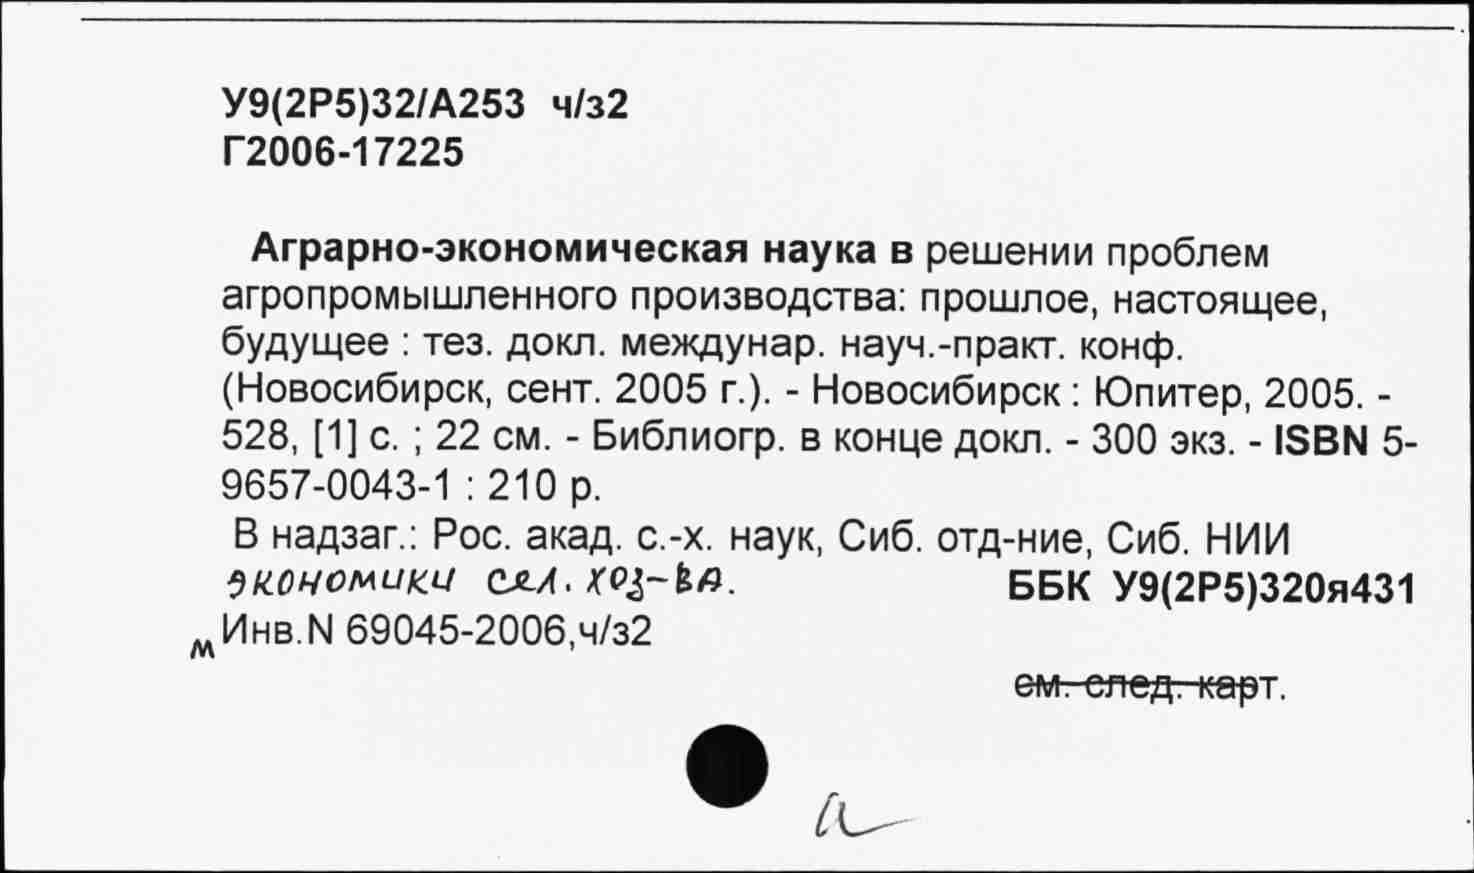 У9(2Р5)32/А253 ч/з2
Г2006-17225
Аграрно-экономическая наука в решении проблем
агропромышленного производства: прошлое, настоящее,
будущее : тез. докл. междунар. науч.-практ. конф.
(Новосибирск, сент. 2005 г.). - Новосибирск : Юпитер, 2005. -
528, [1] с. ; 22 см. - Библиогр. в конце докл. - 300 экз. - ISBN 5-
9657-0043-1 : 210 р.
В надзаг.: Рос. акад. с.-х. наук, Сиб. отд-ние, Сиб. НИИ
экономики сел. хоз-ва. ББК У9(2Р5)320я431
м Инв.N 69045-2006,ч/з2
см. след. карт.
а